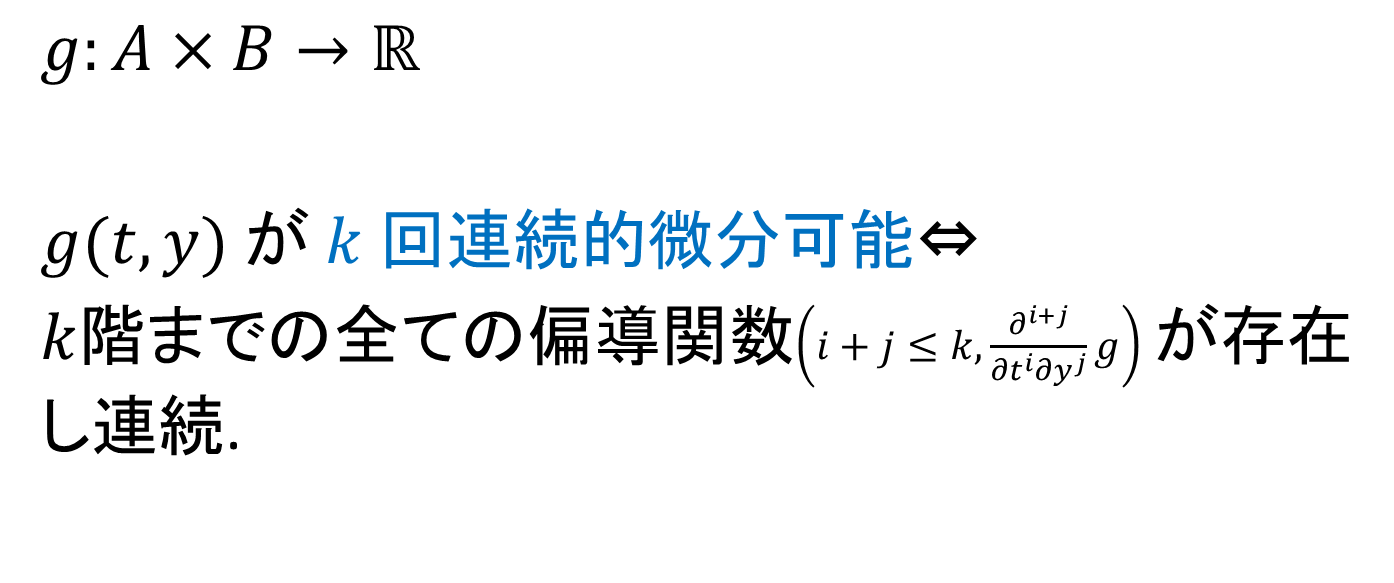 g: A × B → ℝ
g(t, y) が k 回連続的微分可能⇔
k階までの全ての偏導関数(i + j ≤ k, ∂^{i+j}/∂t^i∂y^j g) が存在
し連続.